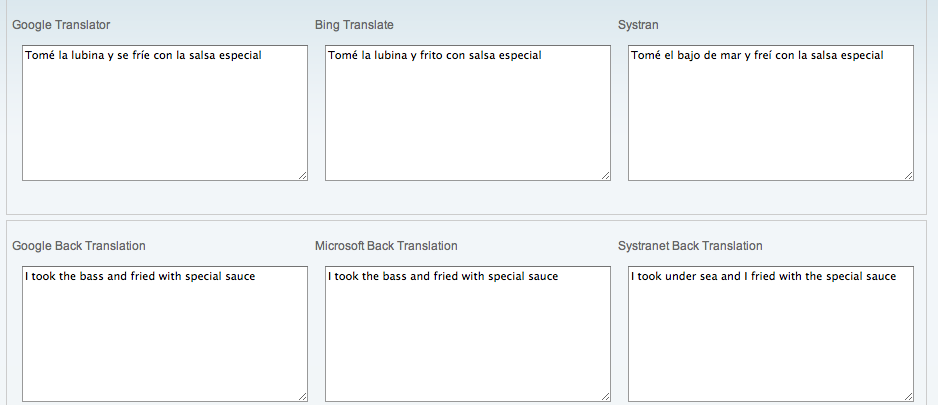 Google Translator
Bing Translate
Systran
Tomé la lubina y se fríe con la salsa especial
Tomé la lubina y frito con salsa especial
Tomé el bajo de mar y freí con la salsa especial
Google Back Translation
Microsoft Back Translation
Systranet Back Translation
I took the bass and fried with special sauce
I took the bass and fried with special sauce
I took under sea and I fried with the special sauce